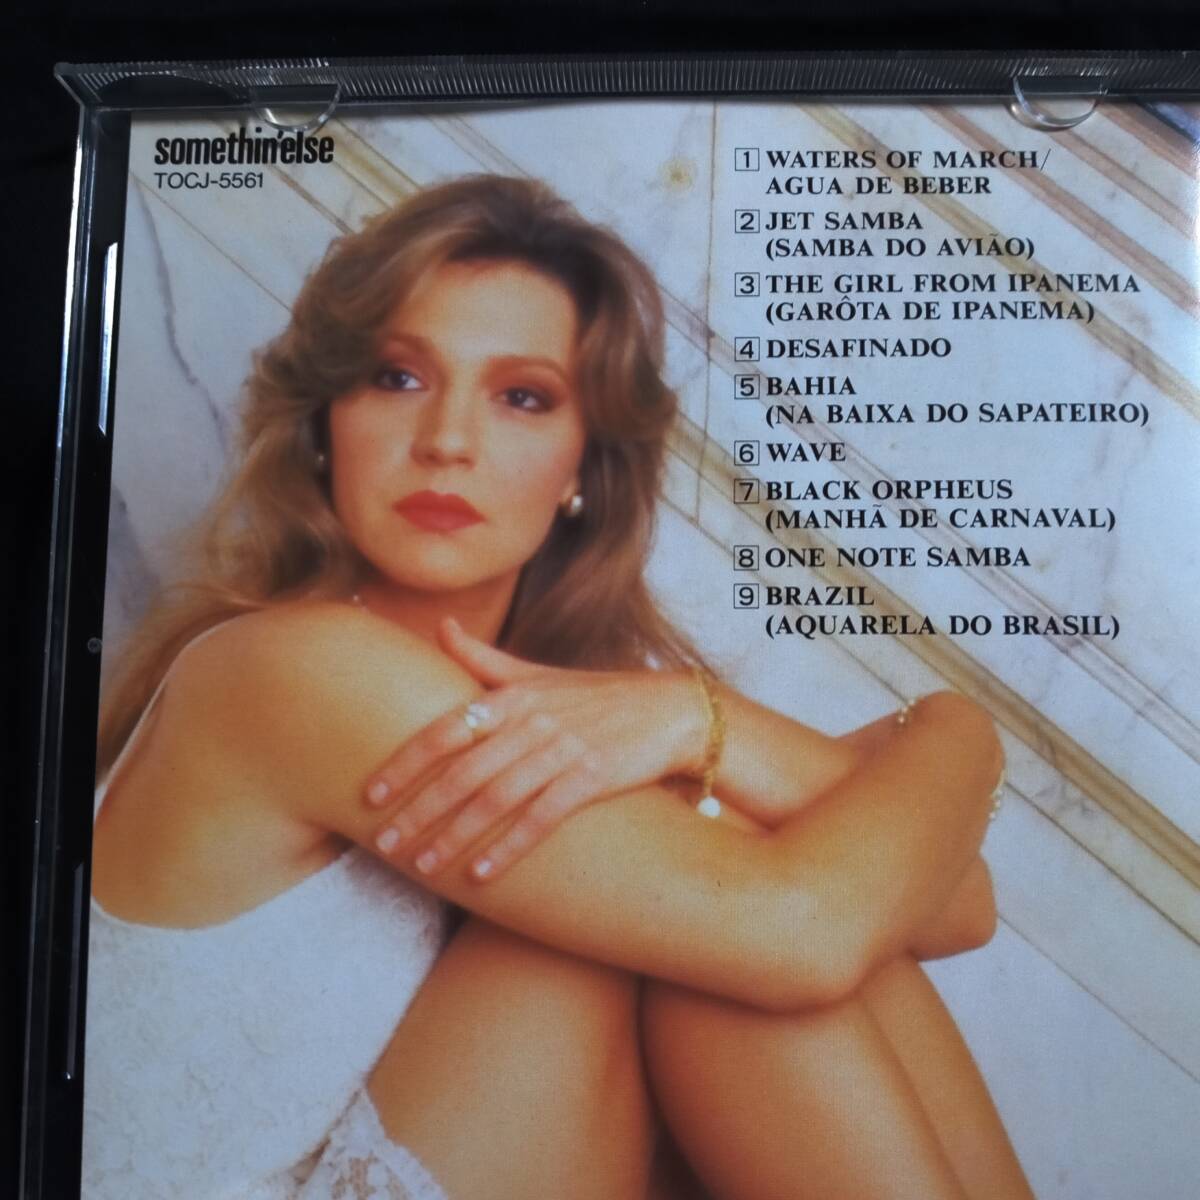 somethin'else
TOCJ-5561
1 WATERS OF MARCH/
AGUA DE BEBER
2 JET SAMBA
(SAMBA DO AVIÃO)
3 THE GIRL FROM IPANEMA
(GARÔTA DE IPANEMA)
4 DESAFINADO
5 BAHIA
(NA BAIXA DO SAPATEIRO)
6 WAVE
7 BLACK ORPHEUS
(MANHÃ DE CARNAVAL)
8 ONE NOTE SAMBA
9 BRAZIL
(AQUARELA DO BRASIL)